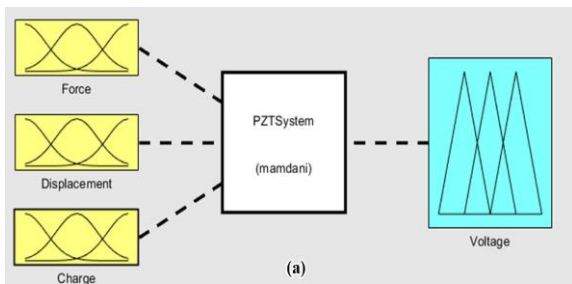 Force
Displacement
Charge
PZTSystem
(mamdani)
Voltage
(a)